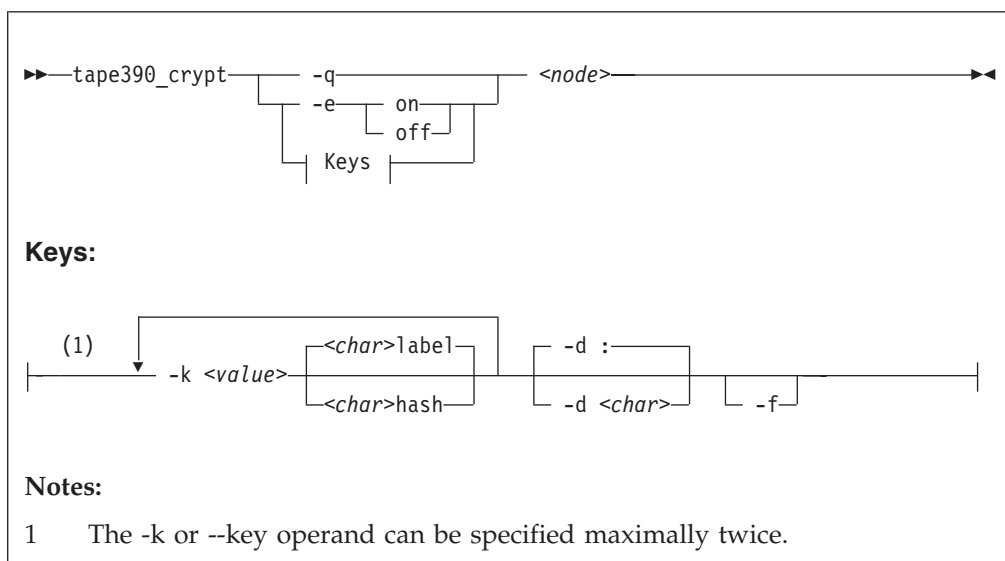 tape390_crypt -q <node>
-e on
off
Keys
Keys:
(1)
<char>label -d :
-k <value>
<char>hash -d <char> -f
Notes:
1 The -k or --key operand can be specified maximally twice.